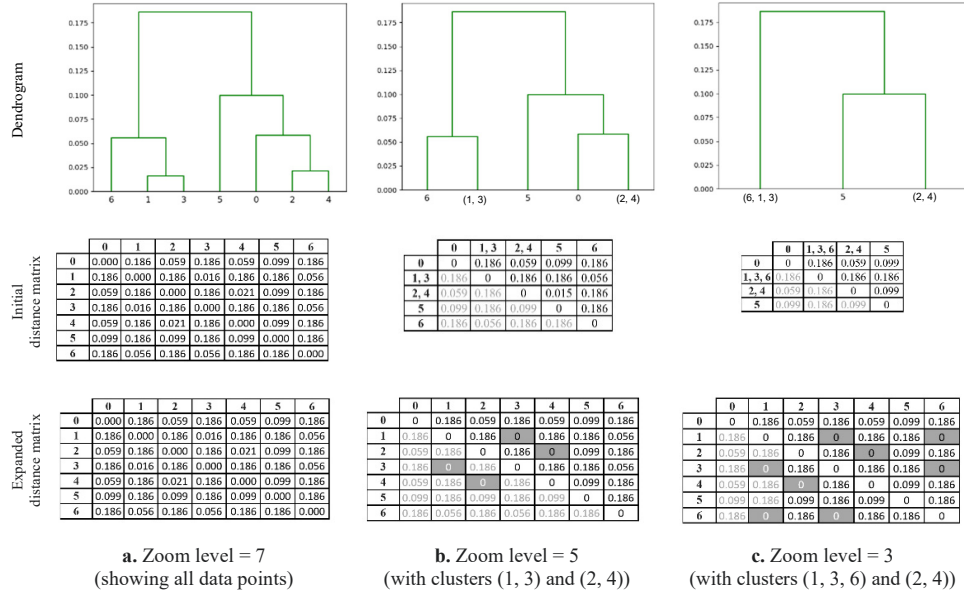 Dendrogram
0.175
0.150
0.125
0.100
0.075
0.050
0.025
0.000
6 1 3 5 0 2 4
0.175
0.150
0.125
0.100
0.075
0.050
0.025
0.000
6 (1, 3) 5 0 (2, 4)
0.175
0.150
0.125
0.100
0.075
0.050
0.025
0.000
(6, 1, 3) 5 (2, 4)
Initial
distance matrix
0 1 2 3 4 5 6
0 0.000 0.186 0.059 0.186 0.059 0.099 0.186
1 0.186 0.000 0.186 0.016 0.186 0.186 0.056
2 0.059 0.186 0.000 0.186 0.021 0.099 0.186
3 0.186 0.016 0.186 0.000 0.186 0.186 0.056
4 0.059 0.186 0.021 0.186 0.000 0.099 0.186
5 0.099 0.186 0.099 0.186 0.099 0.000 0.186
6 0.186 0.056 0.186 0.056 0.186 0.186 0.000
0 1, 3 2, 4 5 6
0 0 0.186 0.059 0.099 0.186
1, 3 0.186 0 0.186 0.186 0.056
2, 4 0.059 0.186 0 0.015 0.186
5 0.099 0.186 0.099 0 0.186
6 0.186 0.056 0.186 0.186 0
0 1, 3, 6 2, 4 5
0 0 0.186 0.059 0.099
1, 3, 6 0.186 0 0.186 0.186
2, 4 0.059 0.186 0 0.099
5 0.099 0.186 0.099 0
Expanded
distance matrix
0 1 2 3 4 5 6
0 0.000 0.186 0.059 0.186 0.059 0.099 0.186
1 0.186 0.000 0.186 0.016 0.186 0.186 0.056
2 0.059 0.186 0.000 0.186 0.021 0.099 0.186
3 0.186 0.016 0.186 0.000 0.186 0.186 0.056
4 0.059 0.186 0.021 0.186 0.000 0.099 0.186
5 0.099 0.186 0.099 0.186 0.099 0.000 0.186
6 0.186 0.056 0.186 0.056 0.186 0.186 0.000
0 1 2 3 4 5 6
0 0 0.186 0.059 0.186 0.059 0.099 0.186
1 0.186 0 0.186 0 0.186 0.186 0.056
2 0.059 0.186 0 0.186 0 0.099 0.186
3 0.186 0 0.186 0 0.186 0.186 0.056
4 0.059 0.186 0 0.186 0 0.099 0.186
5 0.099 0.186 0.099 0.186 0.099 0 0.186
6 0.186 0.056 0.186 0.056 0.186 0.186 0
0 1 2 3 4 5 6
0 0 0.186 0.059 0.186 0.059 0.099 0.186
1 0.186 0 0.186 0 0.186 0.186 0
2 0.059 0.186 0 0.186 0 0.099 0.186
3 0.186 0 0.186 0 0.186 0.186 0
4 0.059 0.186 0 0.186 0 0.099 0.186
5 0.099 0.186 0.099 0.186 0.099 0 0.186
6 0.186 0 0.186 0 0.186 0.186 0
a. Zoom level = 7
(showing all data points)
b. Zoom level = 5
(with clusters (1, 3) and (2, 4))
c. Zoom level = 3
(with clusters (1, 3, 6) and (2, 4))